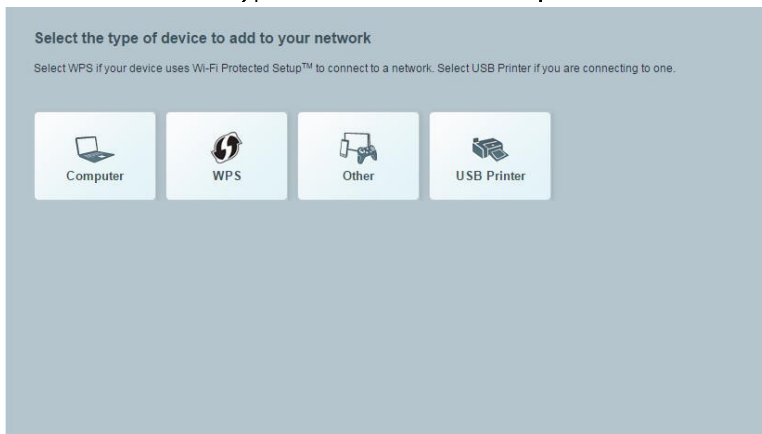 Select the type of device to add to your network
Select WPS if your device uses Wi-Fi Protected Setup™ to connect to a network. Select USB Printer if you are connecting to one.
Computer
WPS
Other
USB Printer